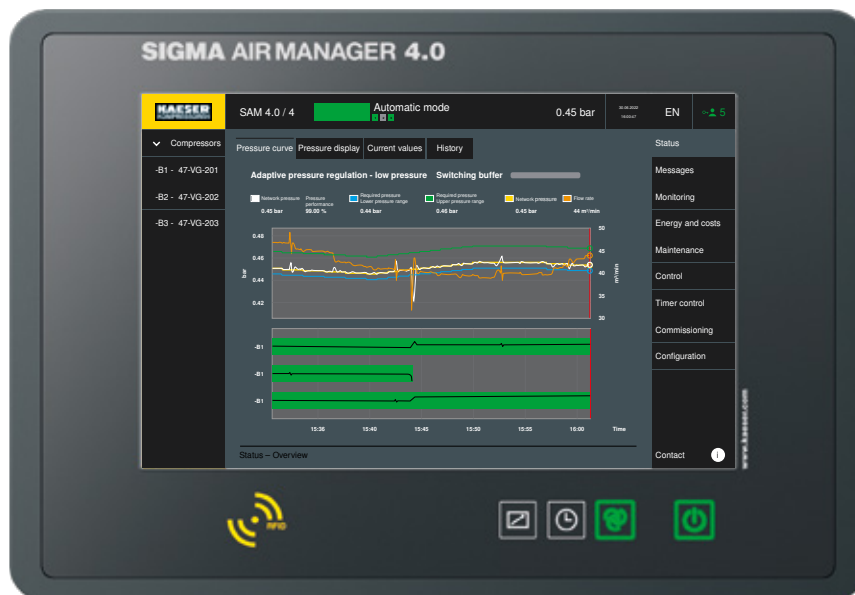 SIGMA AIR MANAGER 4.0
KAESER
KOMPRESSOREN
SAM 4.0 / 4
Automatic mode
0.45 bar
EN
5
Compressors
-B1 - 47-VG-201
-B2 - 47-VG-202
-B3 - 47-VG-203
Pressure curve
Pressure display
Current values
History
Adaptive pressure regulation - low pressure Switching buffer
Network pressure
0.45 bar
Pressure
performance
99.00 %
Required pressure
Lower pressure range
0.44 bar
Required pressure
Upper pressure range
0.46 bar
Network pressure
0.45 bar
Flow rate
44 m³/min
bar
0.48
0.46
0.44
0.42
50
45
40
35
30
m³/min
-B1
-B1
-B1
15:36
15:40
15:45
15:50
15:55
16:00
Time
Status – Overview
Status
Messages
Monitoring
Energy and costs
Maintenance
Control
Timer control
Commissioning
Configuration
Contact
i
www.kaeser.com
RFID